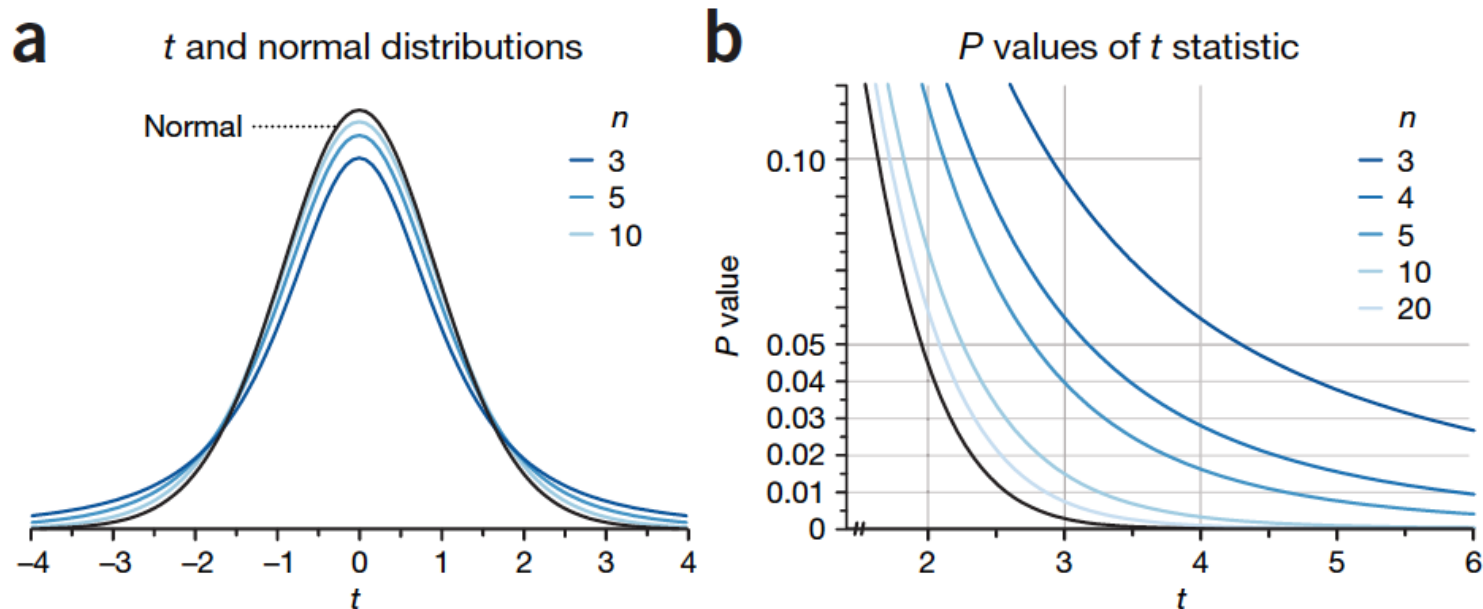 a t and normal distributions
Normal
n
3
5
10
–4 –3 –2 –1 0 1 2 3 4
t
b P values of t statistic
P value
0.10
0.05
0.04
0.03
0.02
0.01
0
n
3
4
5
10
20
2 3 4 5 6
t